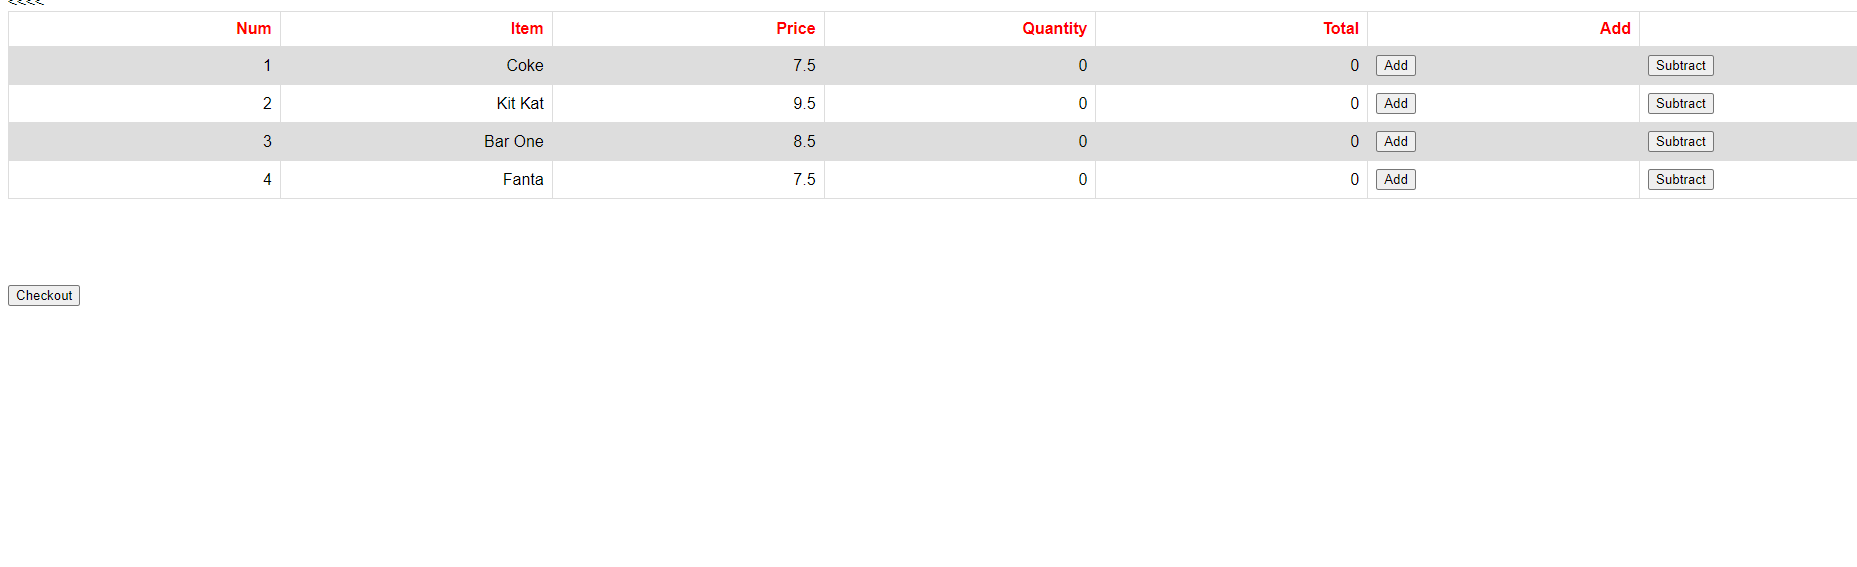 <<<<
Num Item Price Quantity Total Add
1 Coke 7.5 0 0 Add Subtract
2 Kit Kat 9.5 0 0 Add Subtract
3 Bar One 8.5 0 0 Add Subtract
4 Fanta 7.5 0 0 Add Subtract
Checkout